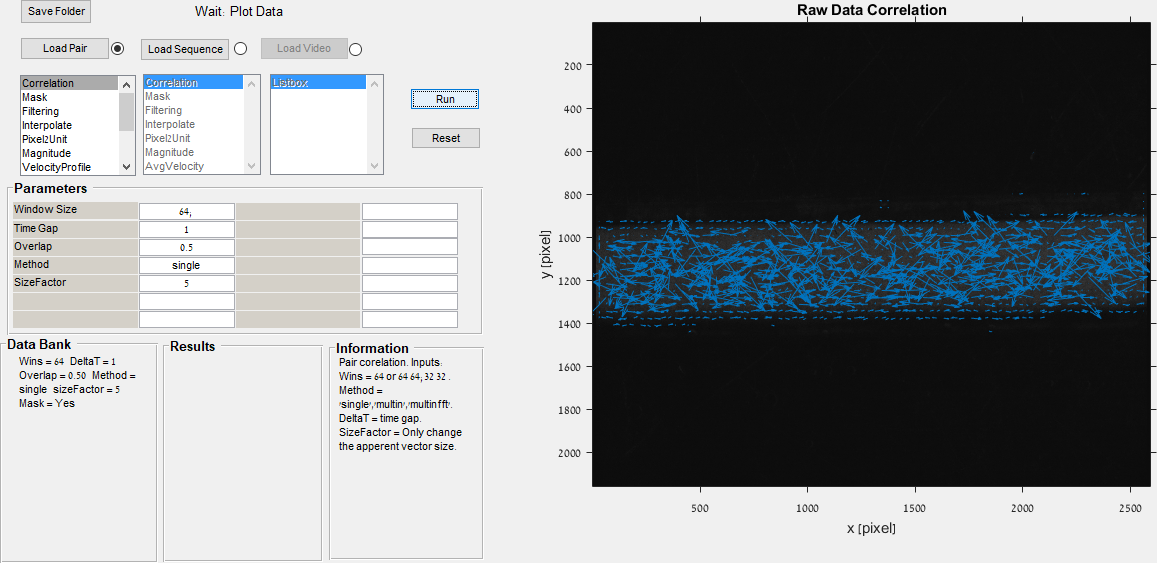 Save Folder
Wait: Plot Data
Load Pair
Load Sequence
Load Video
Correlation
Mask
Filtering
Interpolate
Pixel2Unit
Magnitude
VelocityProfile
Correlation
Mask
Filtering
Interpolate
Pixel2Unit
Magnitude
AvgVelocity
Listbox
Run
Reset
Parameters
Window Size 64;
Time Gap 1
Overlap 0.5
Method single
SizeFactor 5
Data Bank
Wins = 64 DeltaT = 1
Overlap = 0.50 Method =
single sizeFactor = 5
Mask = Yes
Results
Information
Pair corelation. Inputs:
Wins = 64 or 64 64; 32 32 .
Method =
'single','multin','multinfft'.
DeltaT = time gap.
SizeFactor = Only change
the apperent vector size.
Raw Data Correlation
y [pixel]
200
400
600
800
1000
1200
1400
1600
1800
2000
500 1000 1500 2000 2500
x [pixel]